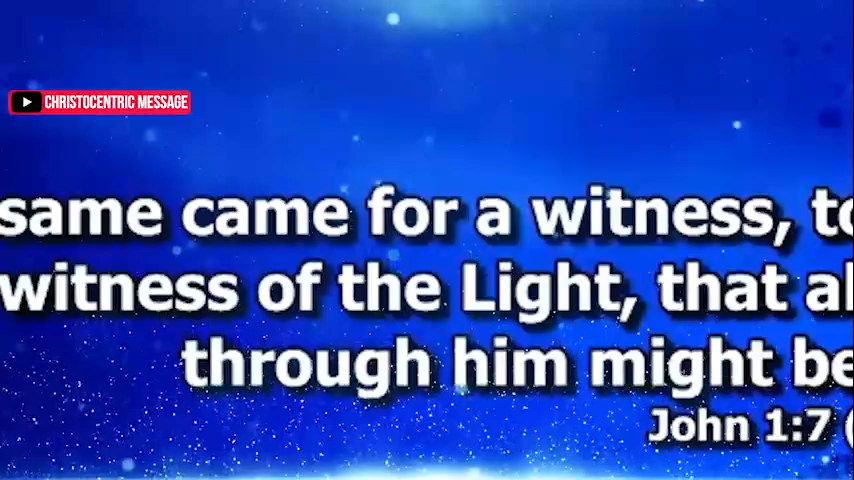 CHRISTOCENTRIC MESSAGE
same came for a witness, to
witness of the Light, that al
through him might be
John 1:7 (